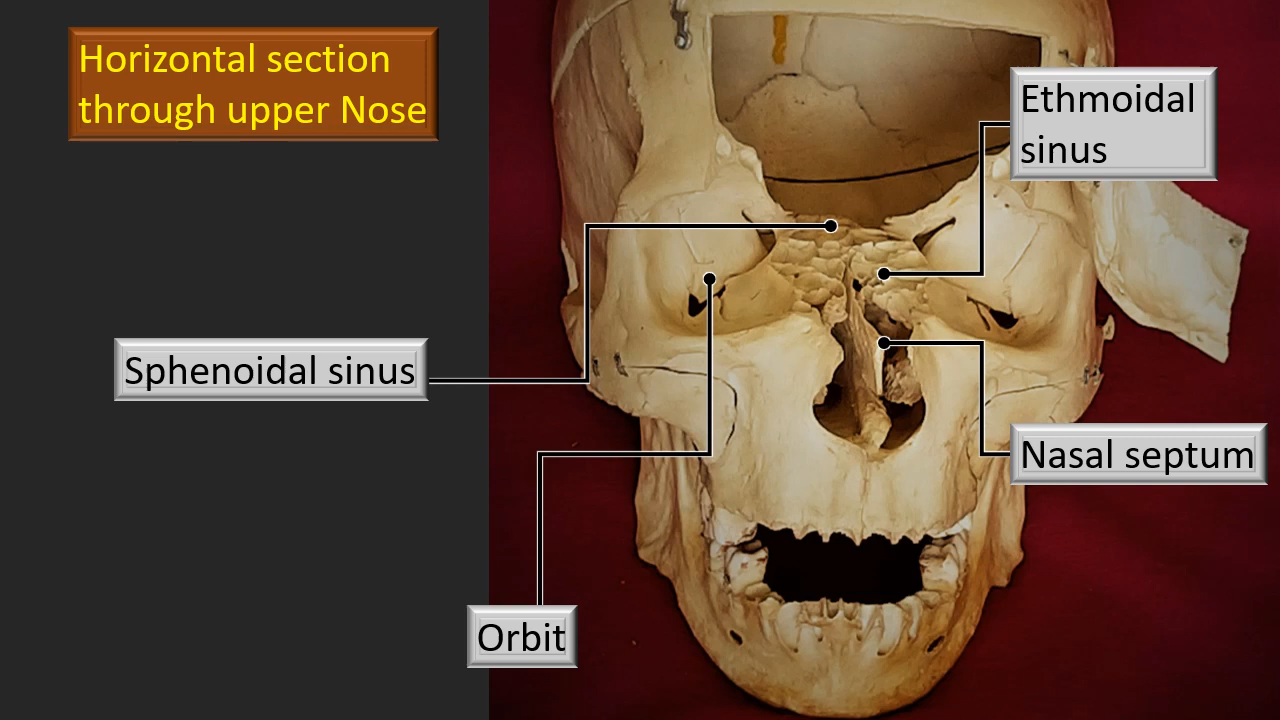 Horizontal section
through upper Nose
Ethmoidal
sinus
Sphenoidal sinus
Nasal septum
Orbit